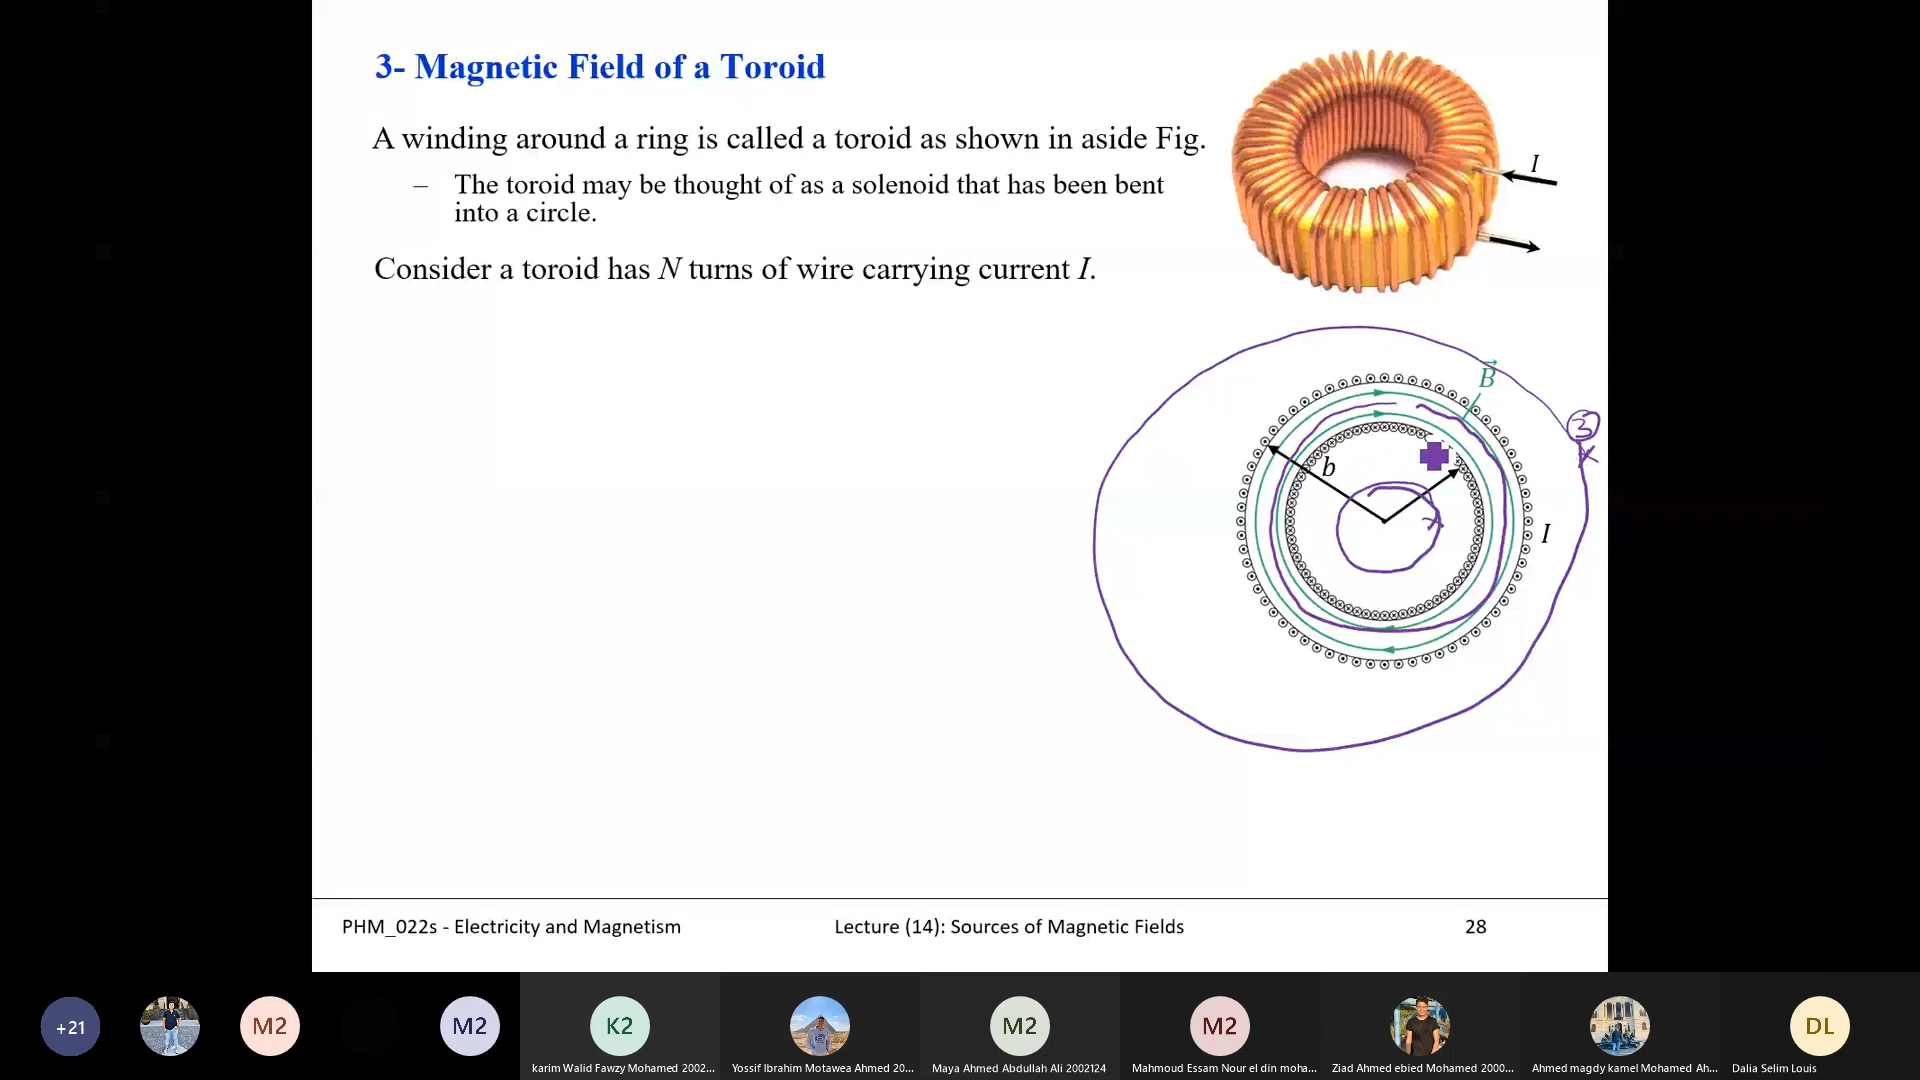 3- Magnetic Field of a Toroid
A winding around a ring is called a toroid as shown in aside Fig.
– The toroid may be thought of as a solenoid that has been bent
into a circle.
Consider a toroid has N turns of wire carrying current I.
I
B
3
b
I
PHM_022s - Electricity and Magnetism
Lecture (14): Sources of Magnetic Fields
28
+21
M2
M2
K2
M2
M2
DL
karim Walid Fawzy Mohamed 2002...
Yossif Ibrahim Motawea Ahmed 20...
Maya Ahmed Abdullah Ali 2002124
Mahmoud Essam Nour el din moha...
Ziad Ahmed ebied Mohamed 2000...
Ahmed magdy kamel Mohamed Ah...
Dalia Selim Louis